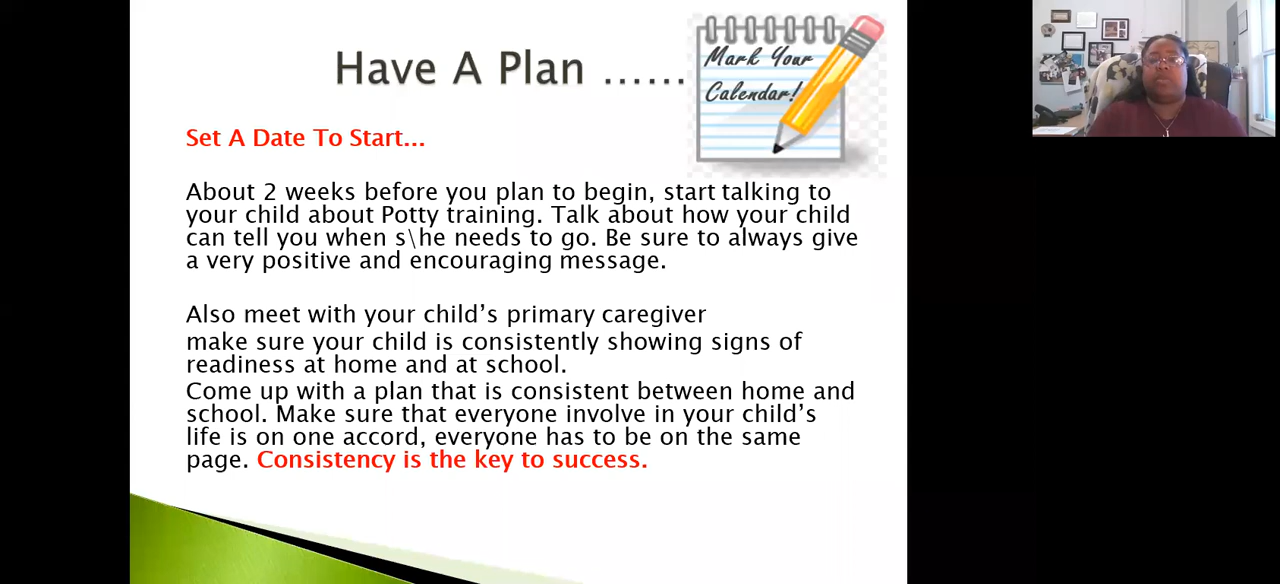 Have A Plan ......
Mark Your
Calendar!
Set A Date To Start...
About 2 weeks before you plan to begin, start talking to
your child about Potty training. Talk about how your child
can tell you when s\he needs to go. Be sure to always give
a very positive and encouraging message.
Also meet with your child’s primary caregiver
make sure your child is consistently showing signs of
readiness at home and at school.
Come up with a plan that is consistent between home and
school. Make sure that everyone involve in your child’s
life is on one accord, everyone has to be on the same
page. Consistency is the key to success.